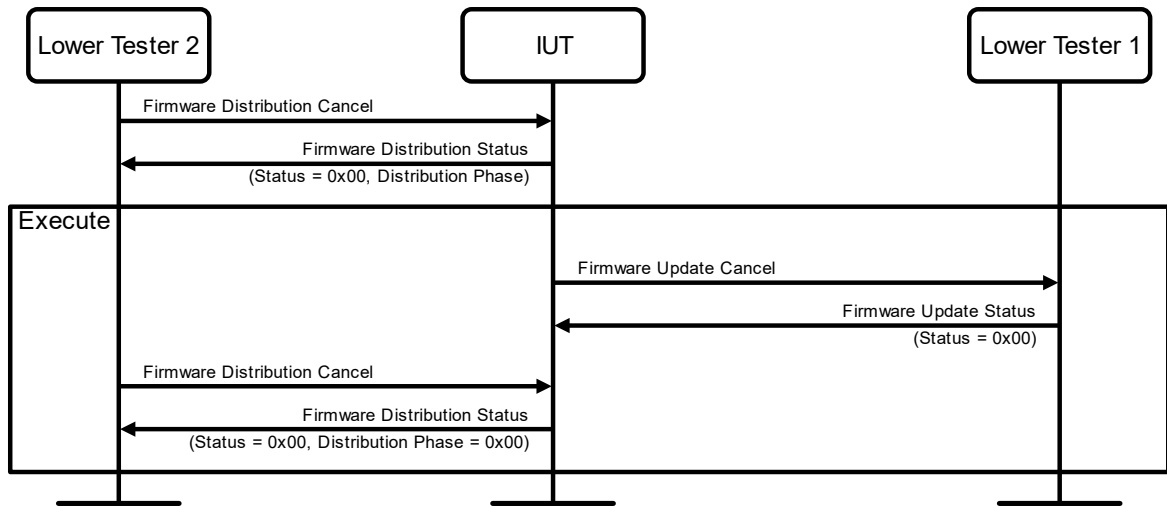 Lower Tester 2
IUT
Lower Tester 1
Firmware Distribution Cancel
Firmware Distribution Status
(Status = 0x00, Distribution Phase)
Execute
Firmware Update Cancel
Firmware Update Status
(Status = 0x00)
Firmware Distribution Cancel
Firmware Distribution Status
(Status = 0x00, Distribution Phase = 0x00)